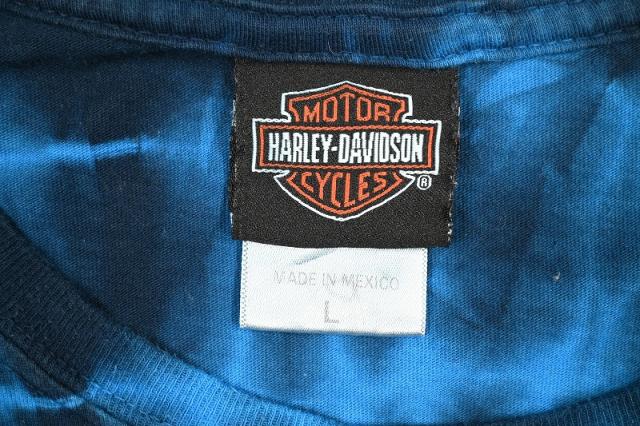 MOTOR
HARLEY-DAVIDSON
CYCLES
®
MADE IN MEXICO
L